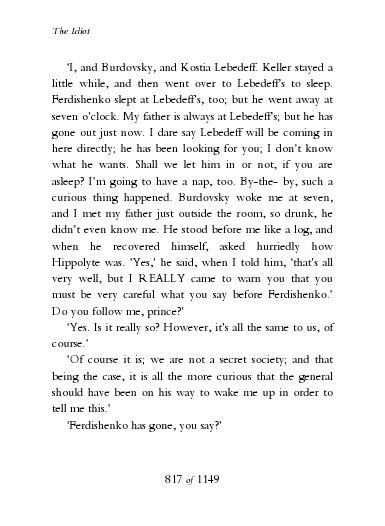 The Idiot
‘I, and Burdovsky, and Kostia Lebedeff. Keller stayed a
little while, and then went over to Lebedeff’s to sleep.
Ferdishenko slept at Lebedeff’s, too; but he went away at
seven o’clock. My father is always at Lebedeff’s; but he has
gone out just now. I dare say Lebedeff will be coming in
here directly; he has been looking for you; I don’t know
what he wants. Shall we let him in or not, if you are
asleep? I’m going to have a nap, too. By-the- by, such a
curious thing happened. Burdovsky woke me at seven,
and I met my father just outside the room, so drunk, he
didn’t even know me. He stood before me like a log, and
when he recovered himself, asked hurriedly how
Hippolyte was. ‘Yes,’ he said, when I told him, ‘that’s all
very well, but I REALLY came to warn you that you
must be very careful what you say before Ferdishenko.’
Do you follow me, prince?’
‘Yes. Is it really so? However, it’s all the same to us, of
course.’
‘Of course it is; we are not a secret society; and that
being the case, it is all the more curious that the general
should have been on his way to wake me up in order to
tell me this.’
‘Ferdishenko has gone, you say?’
817 of 1149